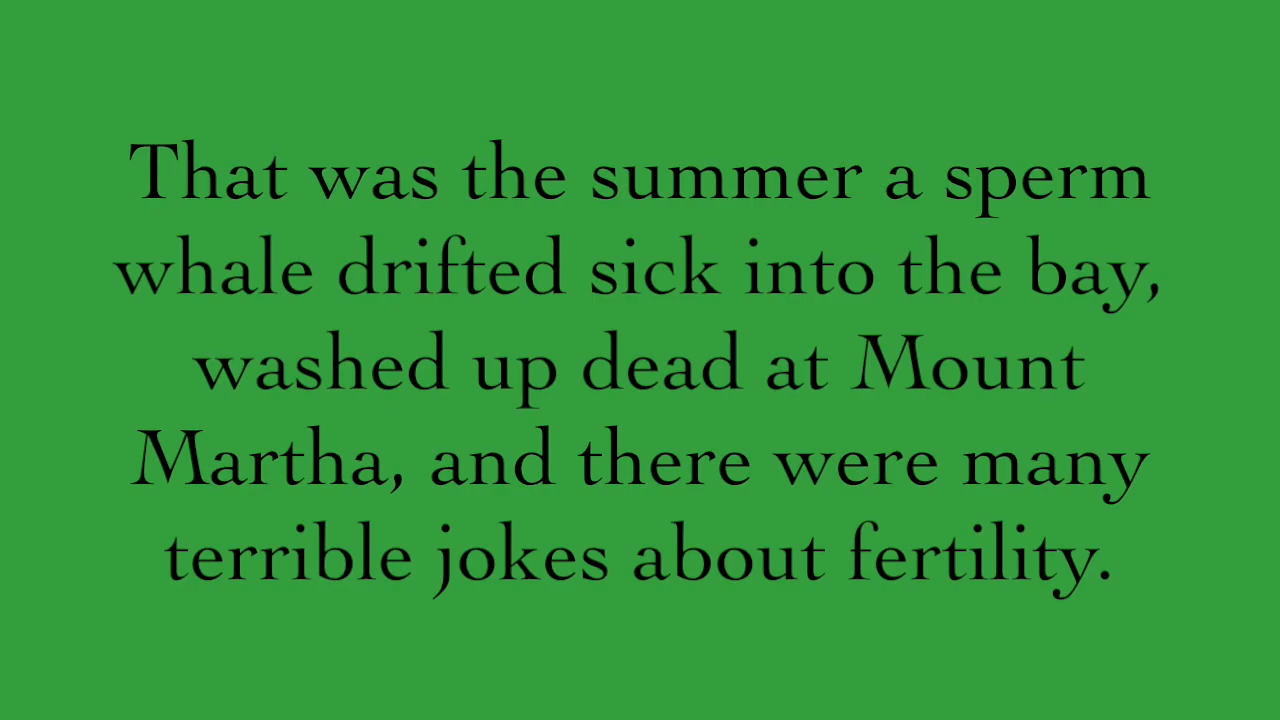 That was the summer a sperm
whale drifted sick into the bay,
washed up dead at Mount
Martha, and there were many
terrible jokes about fertility.